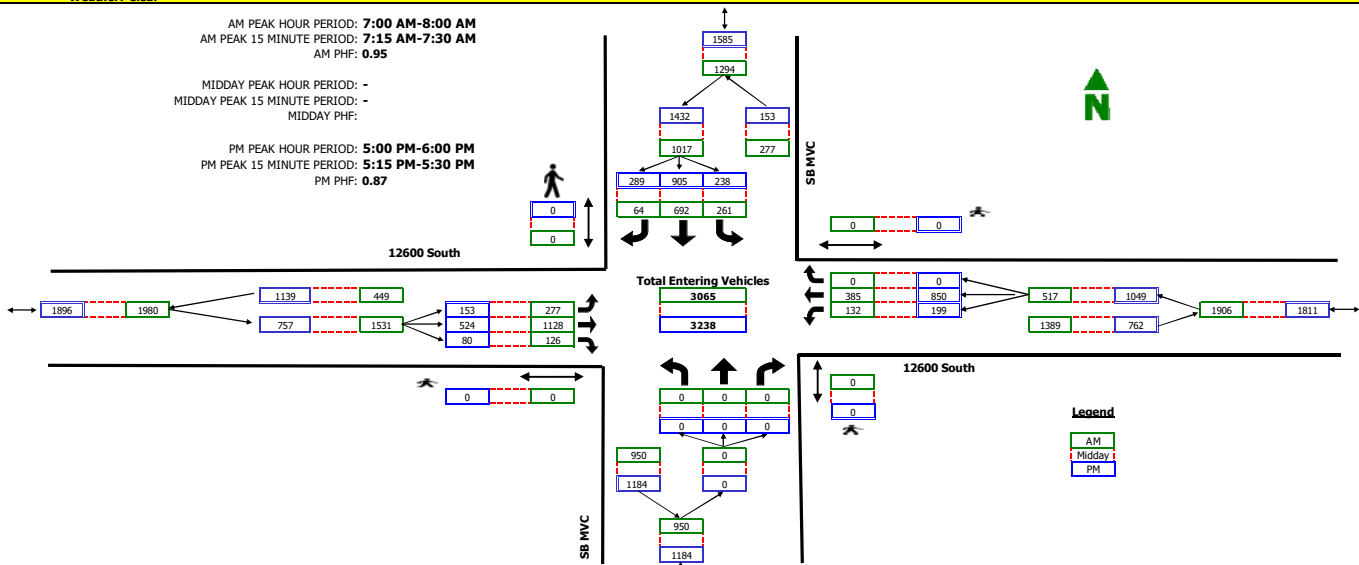 AM PEAK HOUR PERIOD: 7:00 AM-8:00 AM
AM PEAK 15 MINUTE PERIOD: 7:15 AM-7:30 AM
AM PHF: 0.95
MIDDAY PEAK HOUR PERIOD: -
MIDDAY PEAK 15 MINUTE PERIOD: -
MIDDAY PHF:
PM PEAK HOUR PERIOD: 5:00 PM-6:00 PM
PM PEAK 15 MINUTE PERIOD: 5:15 PM-5:30 PM
PM PHF: 0.87
1585
1294
1432 153
1017 277
289 905 238
64 692 261
SB MVC
N
0
0
12600 South
0 0
Total Entering Vehicles
3065
3238
1139 449
1896 1980
757 1531
153 277
524 1128
80 126
0 0
385 850
132 199
517 1049
1389 762
1906 1811
0 0
12600 South
0
0
0 0 0
0 0 0
950 0
1184 0
950
1184
SB MVC
Legend
AM
Midday
PM